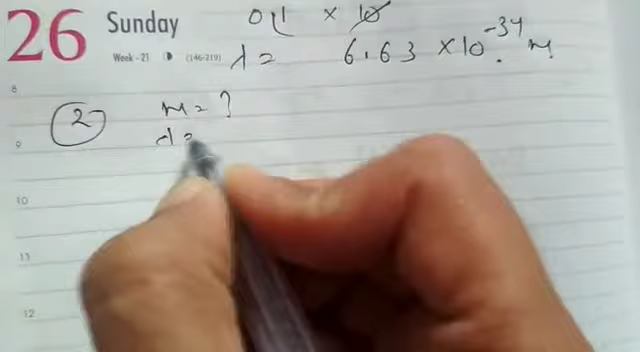 26 Sunday
Week - 21 (146-219)
0.1 × 10
λ = 6.63 × 10⁻³⁴ m
8
② m = ?
9
λ =
10
11
12